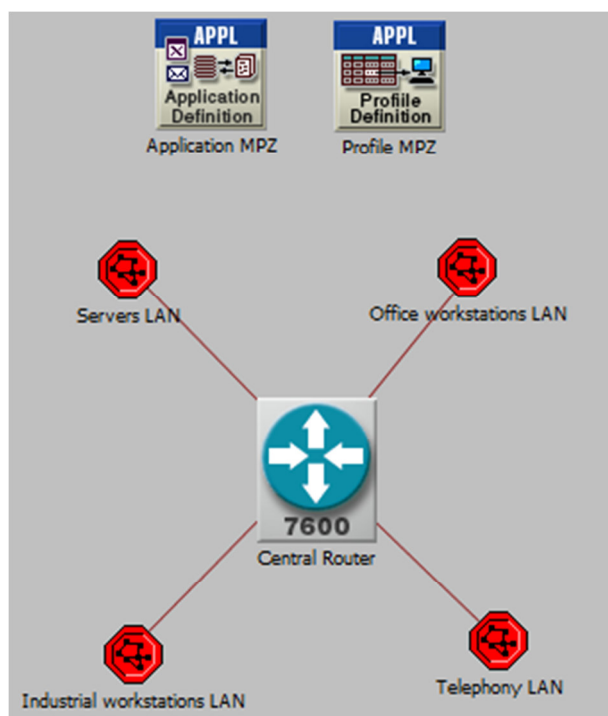 APPL
Application
Definition
Application MPZ
APPL
Profiile
Definition
Profile MPZ
Servers LAN
Office workstations LAN
7600
Central Router
Industrial workstations LAN
Telephony LAN